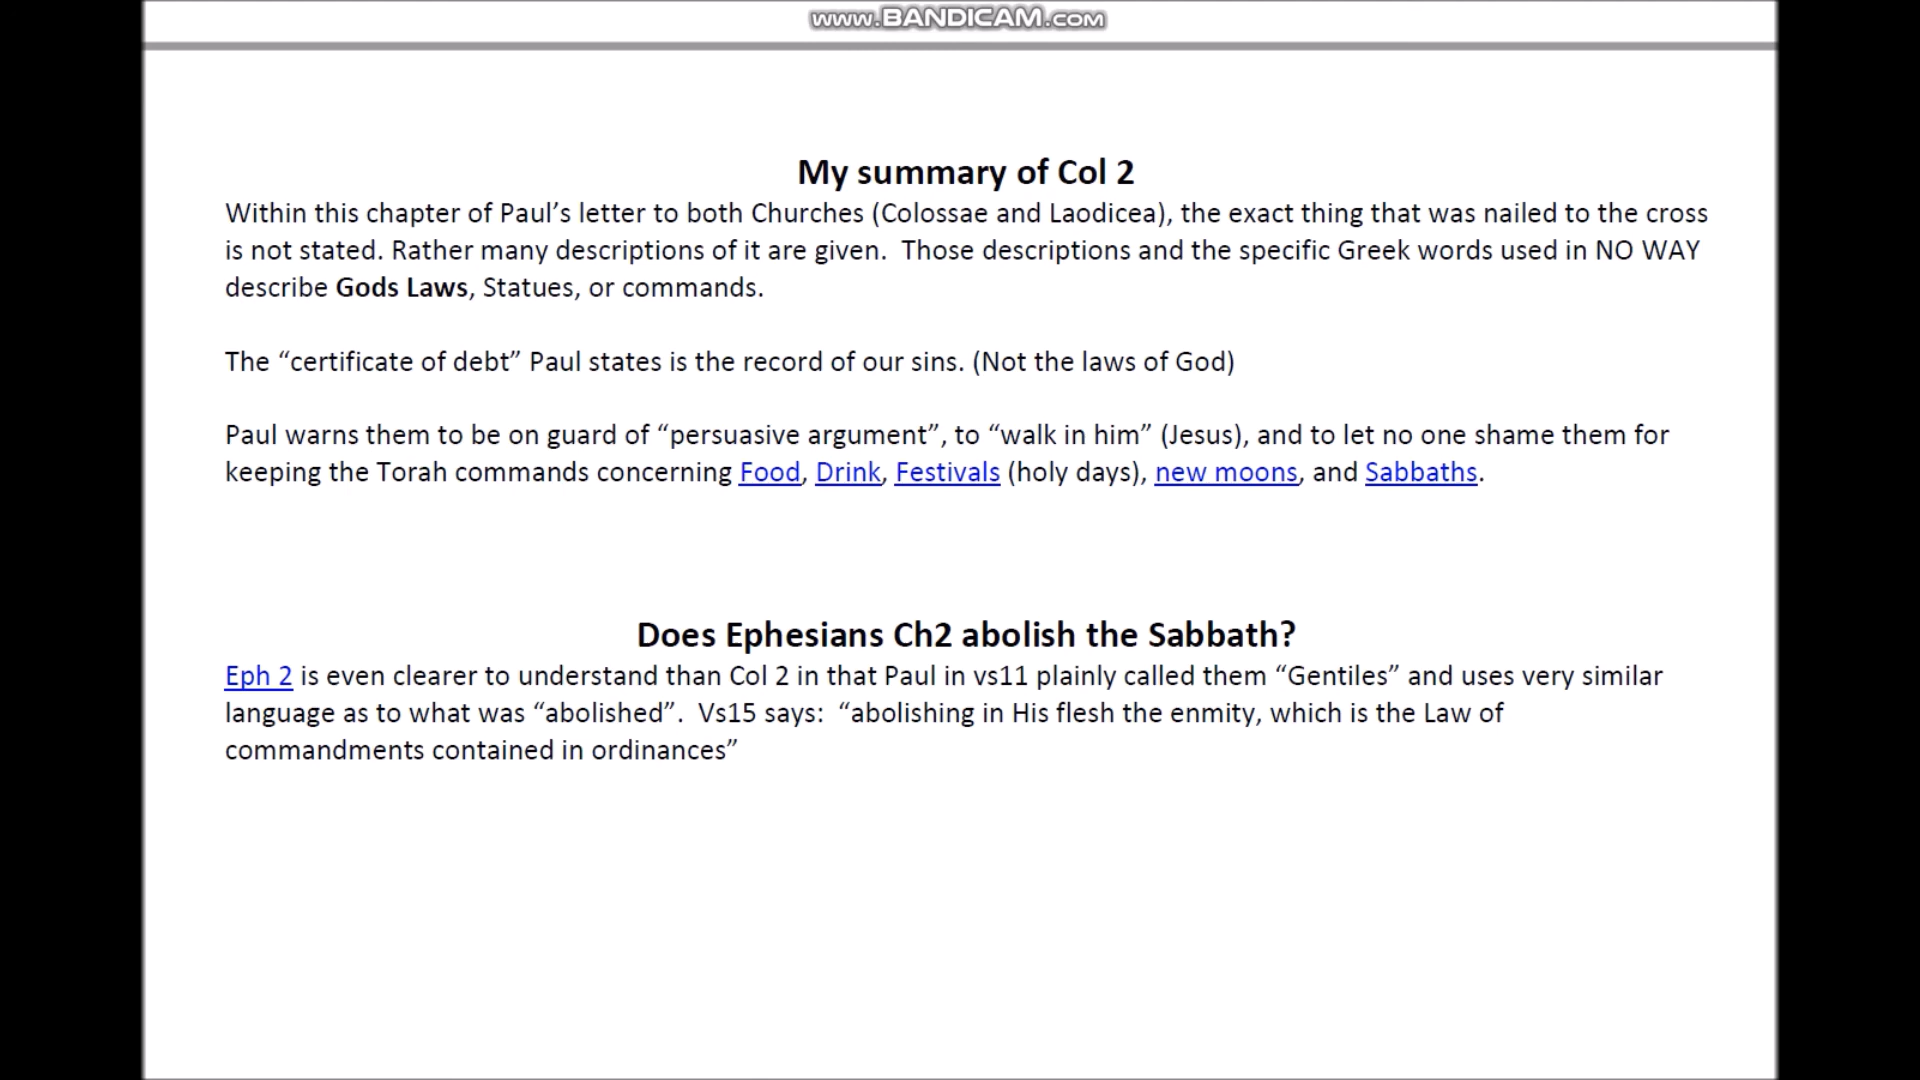 www.BANDICAM.com
My summary of Col 2
Within this chapter of Paul’s letter to both Churches (Colossae and Laodicea), the exact thing that was nailed to the cross
is not stated. Rather many descriptions of it are given.  Those descriptions and the specific Greek words used in NO WAY
describe Gods Laws, Statues, or commands.
The “certificate of debt” Paul states is the record of our sins. (Not the laws of God)
Paul warns them to be on guard of “persuasive argument”, to “walk in him” (Jesus), and to let no one shame them for
keeping the Torah commands concerning Food, Drink, Festivals (holy days), new moons, and Sabbaths.
Does Ephesians Ch2 abolish the Sabbath?
Eph 2 is even clearer to understand than Col 2 in that Paul in vs11 plainly called them “Gentiles” and uses very similar
language as to what was “abolished”.  Vs15 says:  “abolishing in His flesh the enmity, which is the Law of
commandments contained in ordinances”